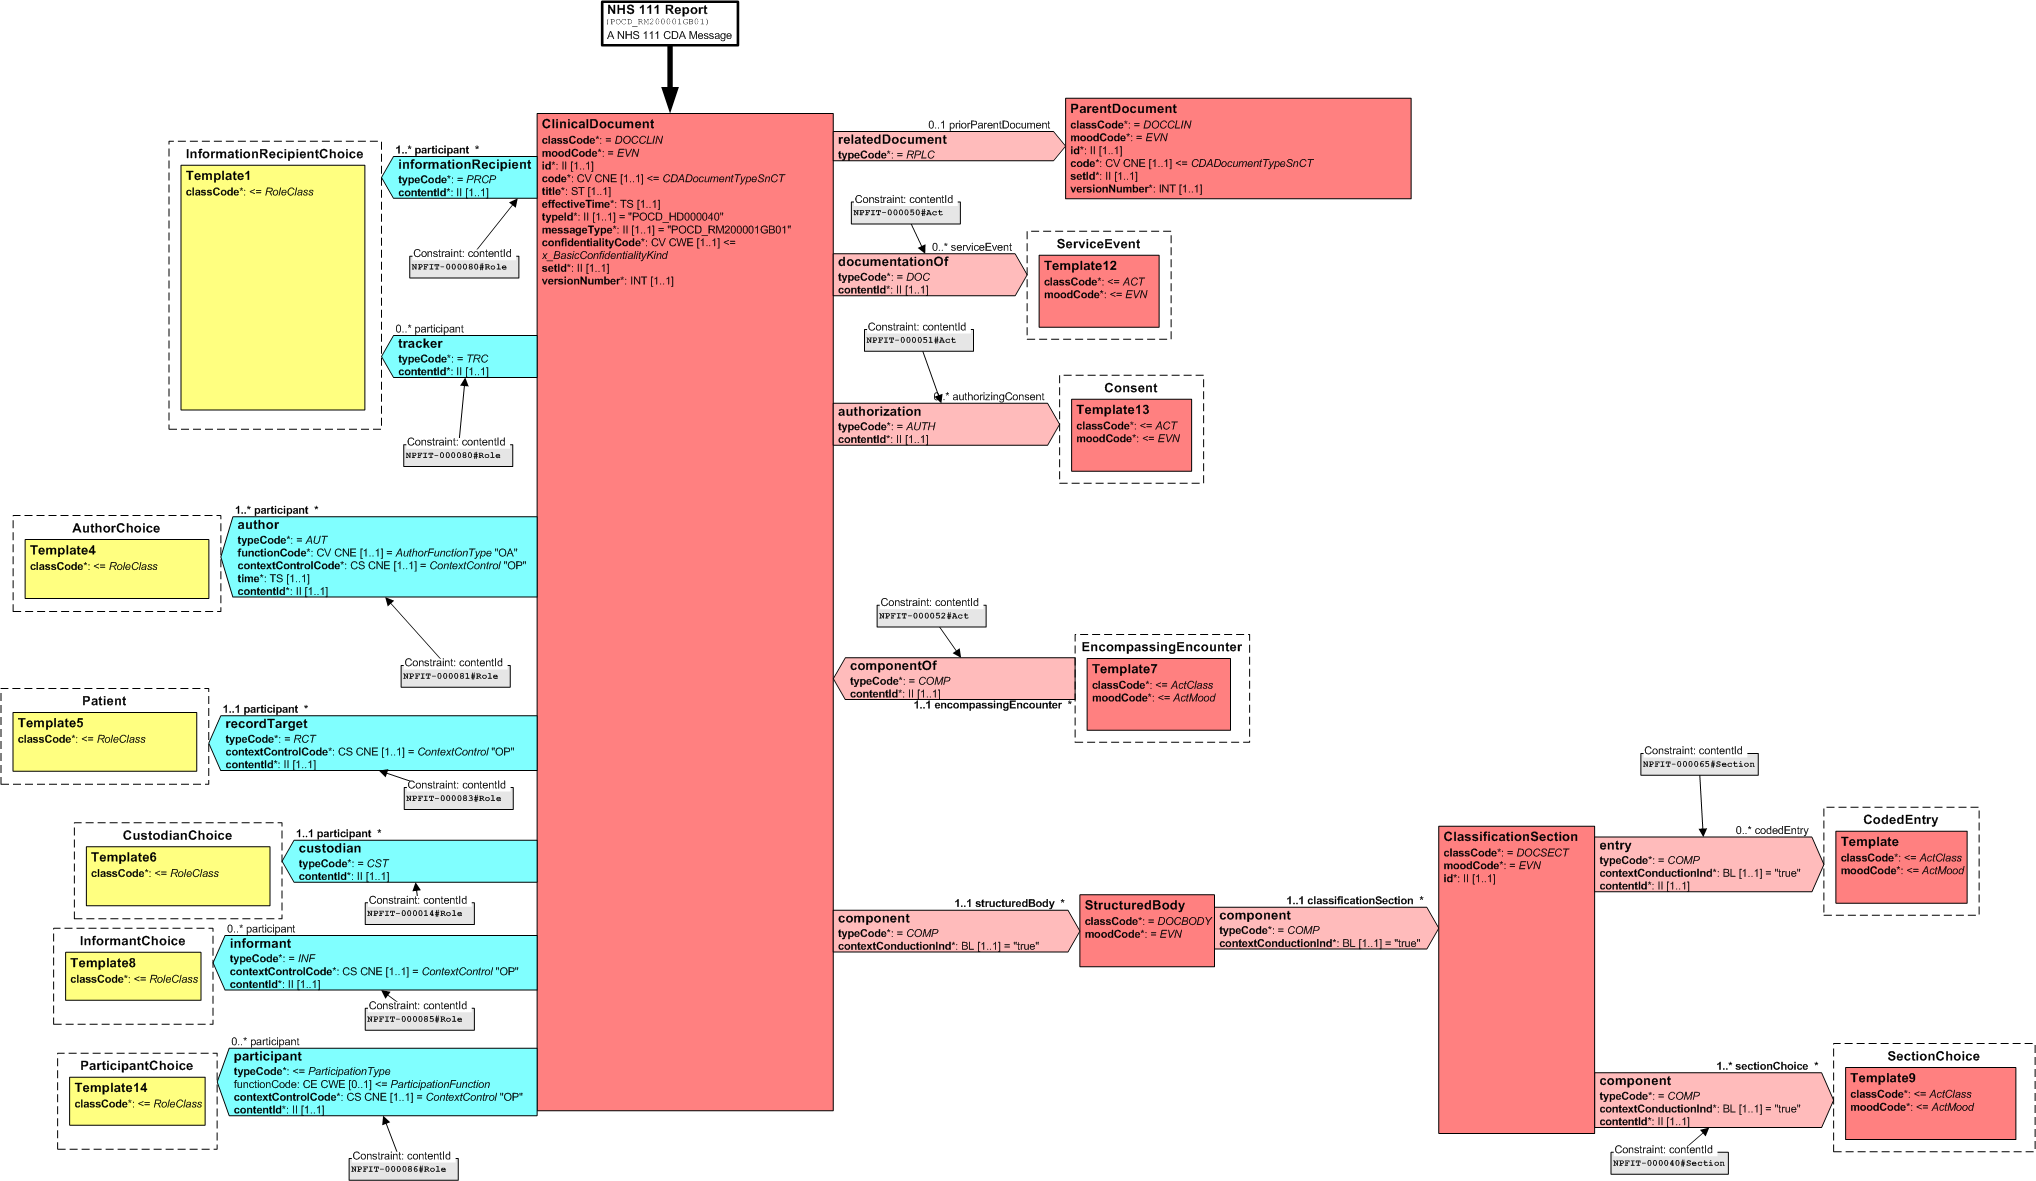 NHS 111 Report
(POCD_RM200001GB01)
A NHS 111 CDA Message
ClinicalDocument
classCode*: = DOCCLIN
moodCode*: = EVN
id*: II [1..1]
code*: CV CNE [1..1] <= CDADocumentTypeSnCT
title*: ST [1..1]
effectiveTime*: TS [1..1]
typeId*: II [1..1] = "POCD_HD000040"
messageType*: II [1..1] = "POCD_RM200001GB01"
confidentialityCode*: CV CWE [1..1] <=
x_BasicConfidentialityKind
setId*: II [1..1]
versionNumber*: INT [1..1]
InformationRecipientChoice
Template1
classCode*: <= RoleClass
1..* participant *
informationRecipient
typeCode*: = PRCP
contentId*: II [1..1]
Constraint: contentId
NPFIT-000080#Role
0..* participant
tracker
typeCode*: = TRC
contentId*: II [1..1]
Constraint: contentId
NPFIT-000080#Role
AuthorChoice
Template4
classCode*: <= RoleClass
1..* participant *
author
typeCode*: = AUT
functionCode*: CV CNE [1..1] = AuthorFunctionType "OA"
contextControlCode*: CS CNE [1..1] = ContextControl "OP"
time*: TS [1..1]
contentId*: II [1..1]
Constraint: contentId
NPFIT-000081#Role
Patient
Template5
classCode*: <= RoleClass
1..1 participant *
recordTarget
typeCode*: = RCT
contextControlCode*: CS CNE [1..1] = ContextControl "OP"
contentId*: II [1..1]
Constraint: contentId
NPFIT-000083#Role
CustodianChoice
Template6
classCode*: <= RoleClass
1..1 participant *
custodian
typeCode*: = CST
contentId*: II [1..1]
Constraint: contentId
NPFIT-000014#Role
InformantChoice
Template8
classCode*: <= RoleClass
0..* participant
informant
typeCode*: = INF
contextControlCode*: CS CNE [1..1] = ContextControl "OP"
contentId*: II [1..1]
Constraint: contentId
NPFIT-000085#Role
ParticipantChoice
Template14
classCode*: <= RoleClass
0..* participant
participant
typeCode*: <= ParticipationType
functionCode: CE CWE [0..1] <= ParticipationFunction
contextControlCode*: CS CNE [1..1] = ContextControl "OP"
contentId*: II [1..1]
Constraint: contentId
NPFIT-000086#Role
0..1 priorParentDocument
relatedDocument
typeCode*: = RPLC
ParentDocument
classCode*: = DOCCLIN
moodCode*: = EVN
id*: II [1..1]
code*: CV CNE [1..1] <= CDADocumentTypeSnCT
setId*: II [1..1]
versionNumber*: INT [1..1]
Constraint: contentId
NPFIT-000050#Act
0..* serviceEvent
documentationOf
typeCode*: = DOC
contentId*: II [1..1]
ServiceEvent
Template12
classCode*: <= ACT
moodCode*: <= EVN
Constraint: contentId
NPFIT-000051#Act
0..* authorizingConsent
authorization
typeCode*: = AUTH
contentId*: II [1..1]
Consent
Template13
classCode*: <= ACT
moodCode*: <= EVN
Constraint: contentId
NPFIT-000052#Act
componentOf
typeCode*: = COMP
contentId*: II [1..1]
1..1 encompassingEncounter *
EncompassingEncounter
Template7
classCode*: <= ActClass
moodCode*: <= ActMood
1..1 structuredBody *
component
typeCode*: = COMP
contextConductionInd*: BL [1..1] = "true"
StructuredBody
classCode*: = DOCBODY
moodCode*: = EVN
1..1 classificationSection *
component
typeCode*: = COMP
contextConductionInd*: BL [1..1] = "true"
ClassificationSection
classCode*: = DOCSECT
moodCode*: = EVN
id*: II [1..1]
Constraint: contentId
NPFIT-000065#Section
0..* codedEntry
entry
typeCode*: = COMP
contextConductionInd*: BL [1..1] = "true"
contentId*: II [1..1]
CodedEntry
Template
classCode*: <= ActClass
moodCode*: <= ActMood
1..* sectionChoice *
component
typeCode*: = COMP
contextConductionInd*: BL [1..1] = "true"
contentId*: II [1..1]
Constraint: contentId
NPFIT-000040#Section
SectionChoice
Template9
classCode*: <= ActClass
moodCode*: <= ActMood